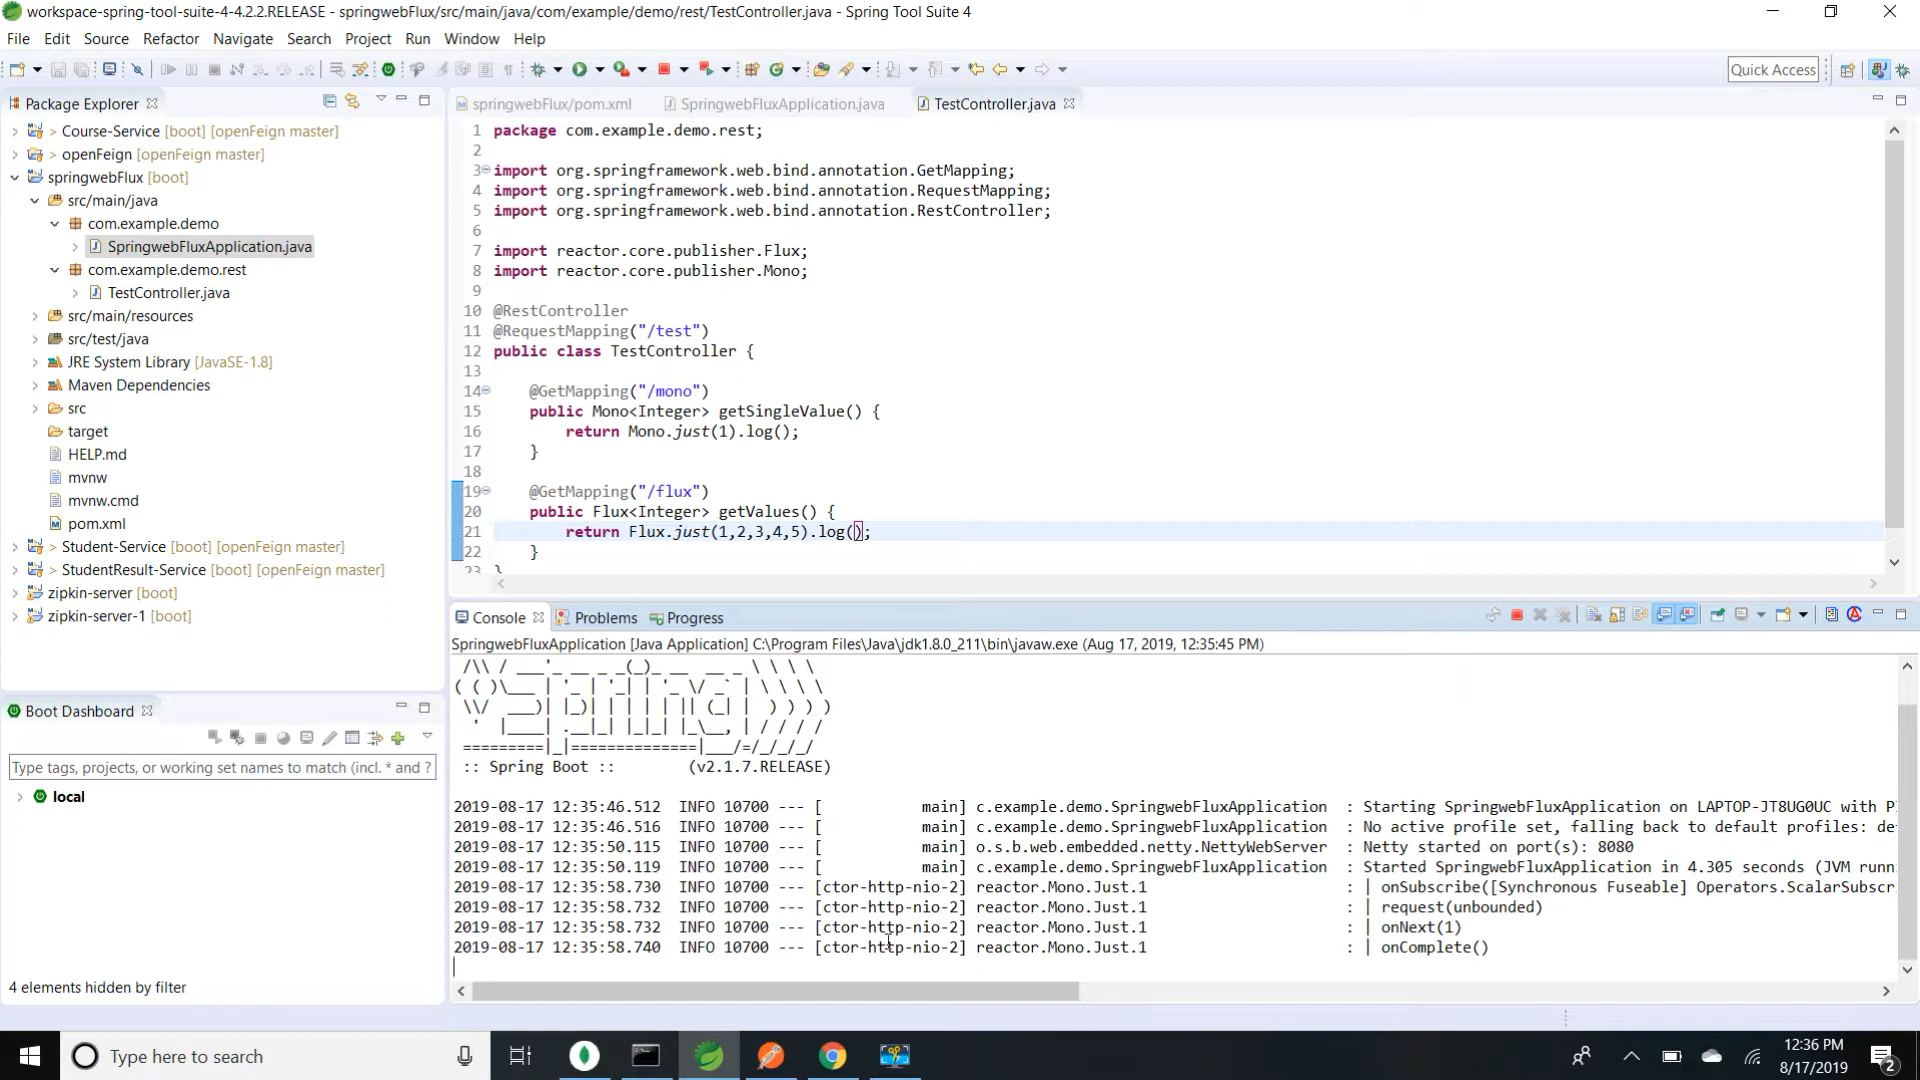 workspace-spring-tool-suite-4-4.2.2.RELEASE - springwebFlux/src/main/java/com/example/demo/rest/TestController.java - Spring Tool Suite 4
File Edit Source Refactor Navigate Search Project Run Window Help
Quick Access
Package Explorer
> Course-Service [boot] [openFeign master]
> openFeign [openFeign master]
springwebFlux [boot]
src/main/java
com.example.demo
SpringwebFluxApplication.java
com.example.demo.rest
TestController.java
src/main/resources
src/test/java
JRE System Library [JavaSE-1.8]
Maven Dependencies
src
target
HELP.md
mvnw
mvnw.cmd
pom.xml
> Student-Service [boot] [openFeign master]
> StudentResult-Service [boot] [openFeign master]
zipkin-server [boot]
zipkin-server-1 [boot]
Boot Dashboard
Type tags, projects, or working set names to match (incl. * and ?
local
4 elements hidden by filter
springwebFlux/pom.xml SpringwebFluxApplication.java TestController.java
1 package com.example.demo.rest;
2
3 import org.springframework.web.bind.annotation.GetMapping;
4 import org.springframework.web.bind.annotation.RequestMapping;
5 import org.springframework.web.bind.annotation.RestController;
6
7 import reactor.core.publisher.Flux;
8 import reactor.core.publisher.Mono;
9
10 @RestController
11 @RequestMapping("/test")
12 public class TestController {
13
14 @GetMapping("/mono")
15 public Mono<Integer> getSingleValue() {
16 return Mono.just(1).log();
17 }
18
19 @GetMapping("/flux")
20 public Flux<Integer> getValues() {
21 return Flux.just(1,2,3,4,5).log();
22 }
23 }
Console Problems Progress
SpringwebFluxApplication [Java Application] C:\Program Files\Java\jdk1.8.0_211\bin\javaw.exe (Aug 17, 2019, 12:35:45 PM)
:: Spring Boot :: (v2.1.7.RELEASE)
2019-08-17 12:35:46.512 INFO 10700 --- [ main] c.example.demo.SpringwebFluxApplication : Starting SpringwebFluxApplication on LAPTOP-JT8UG0UC with P
2019-08-17 12:35:46.516 INFO 10700 --- [ main] c.example.demo.SpringwebFluxApplication : No active profile set, falling back to default profiles: de
2019-08-17 12:35:50.115 INFO 10700 --- [ main] o.s.b.web.embedded.netty.NettyWebServer : Netty started on port(s): 8080
2019-08-17 12:35:50.119 INFO 10700 --- [ main] c.example.demo.SpringwebFluxApplication : Started SpringwebFluxApplication in 4.305 seconds (JVM runn
2019-08-17 12:35:58.730 INFO 10700 --- [ctor-http-nio-2] reactor.Mono.Just.1 : | onSubscribe([Synchronous Fuseable] Operators.ScalarSubscr
2019-08-17 12:35:58.732 INFO 10700 --- [ctor-http-nio-2] reactor.Mono.Just.1 : | request(unbounded)
2019-08-17 12:35:58.732 INFO 10700 --- [ctor-http-nio-2] reactor.Mono.Just.1 : | onNext(1)
2019-08-17 12:35:58.740 INFO 10700 --- [ctor-http-nio-2] reactor.Mono.Just.1 : | onComplete()
Type here to search
12:36 PM
8/17/2019
2